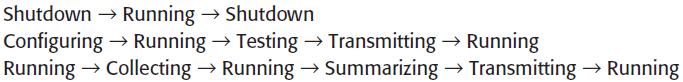 Shutdown → Running → Shutdown
Configuring → Running → Testing → Transmitting → Running
Running → Collecting → Running → Summarizing → Transmitting → Running